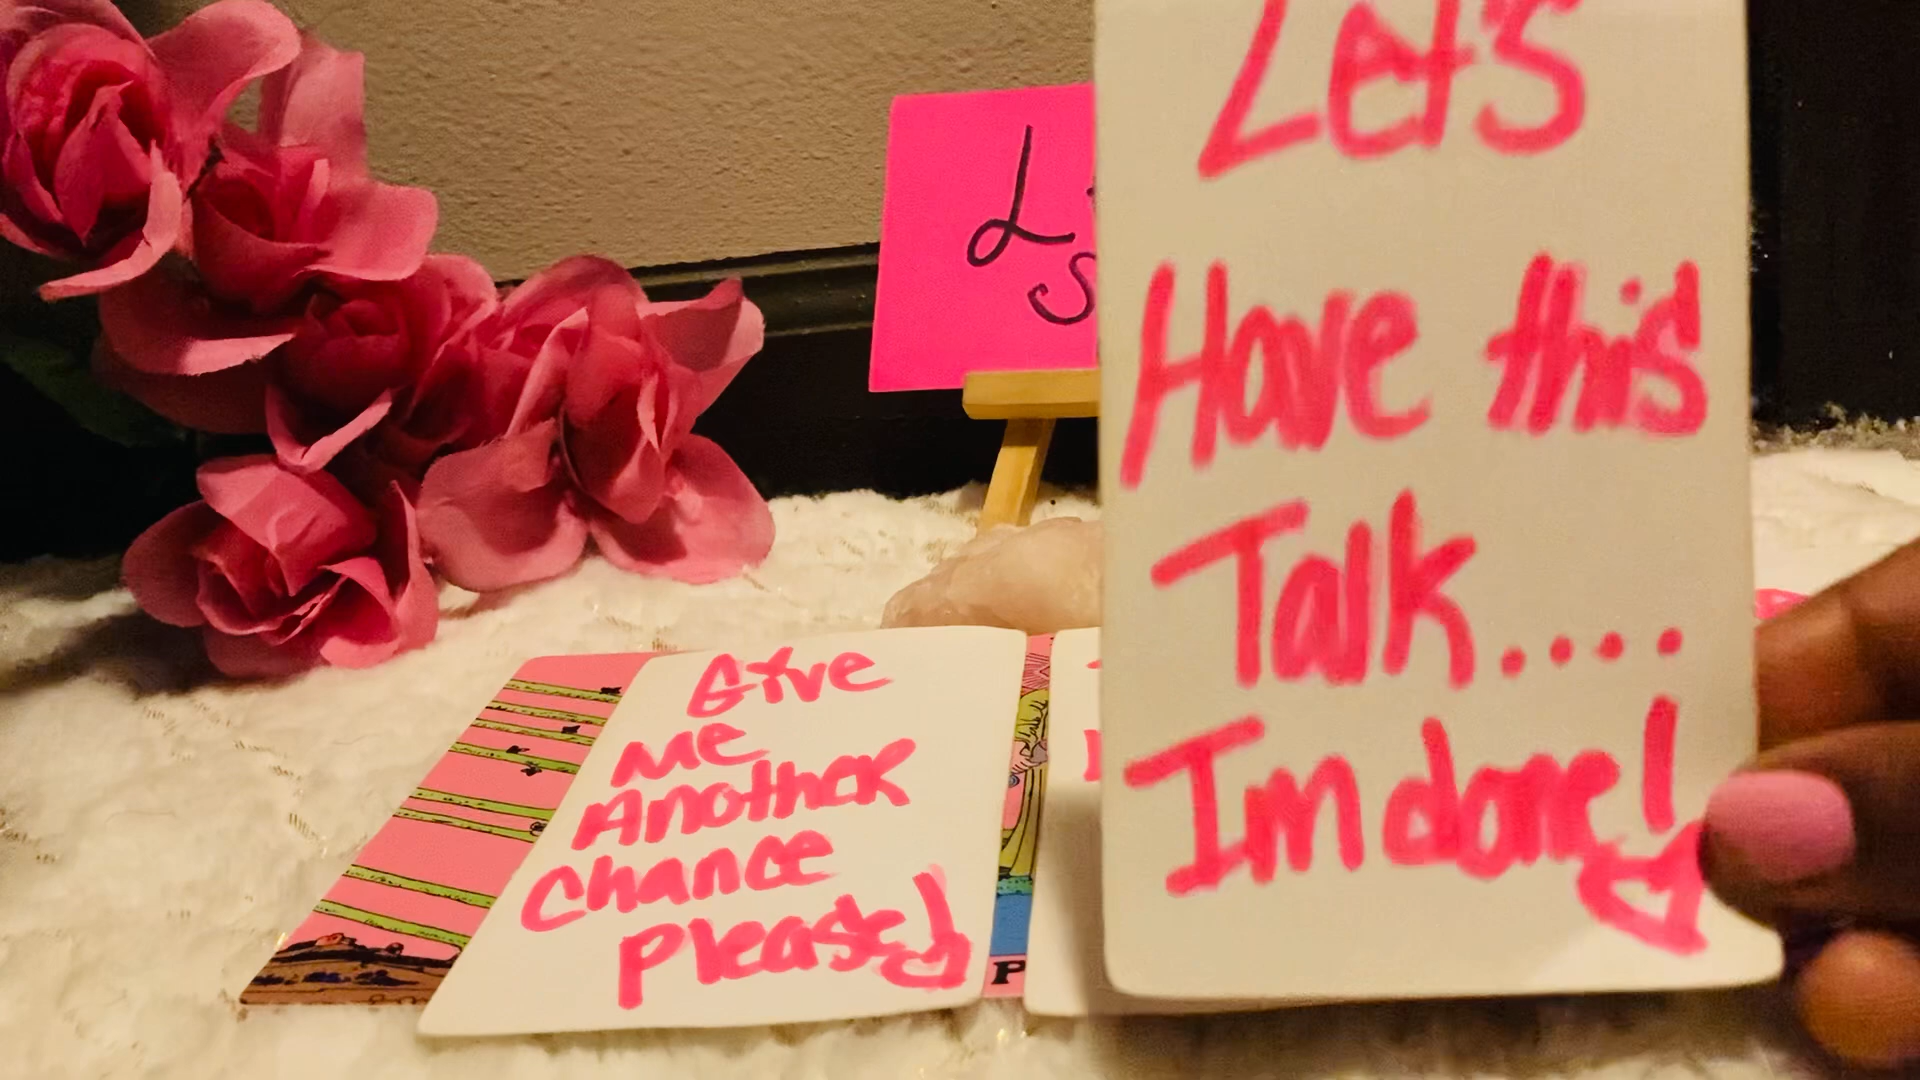 Let's
Have this
Talk....
Im done!
Give
Me
Another
Chance
Please!
P